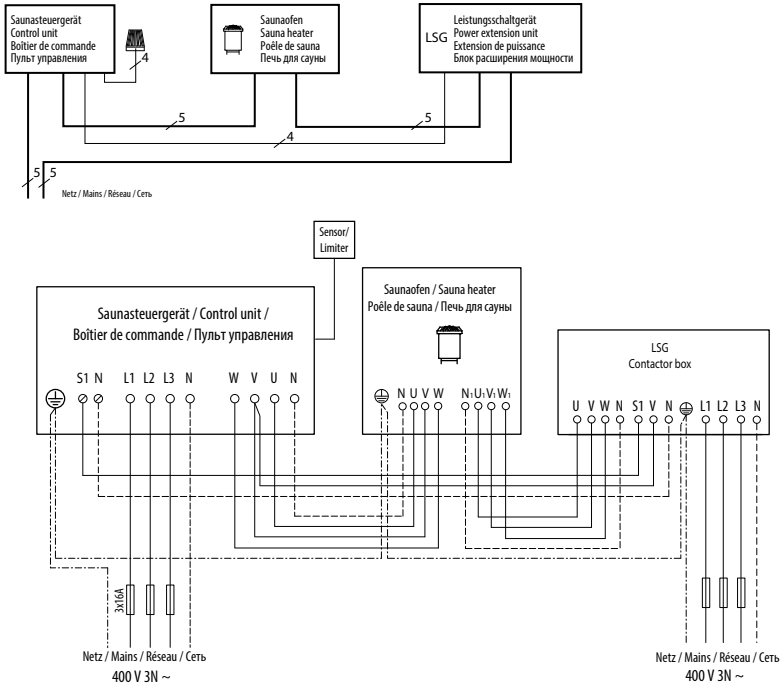 Saunasteuergerät
Control unit
Boîtier de commande
Пульт управления
4
Saunaofen
Sauna heater
Poêle de sauna
Печь для сауны
LSG
Leistungsschaltgerät
Power extension unit
Extension de puissance
Блок расширения мощности
5
5
4
5 5
Netz / Mains / Réseau / Сеть
Sensor/
Limiter
Saunasteuergerät / Control unit /
Boîtier de commande / Пульт управления
S1 N L1 L2 L3 N W V U N
Saunaofen / Sauna heater
Poêle de sauna / Печь для сауны
N U V W N1 U1 V1 W1
LSG
Contactor box
U V W N S1 V N L1 L2 L3 N
3x16A
Netz / Mains / Réseau / Сеть
400 V 3N ~
Netz / Mains / Réseau / Сеть
400 V 3N ~